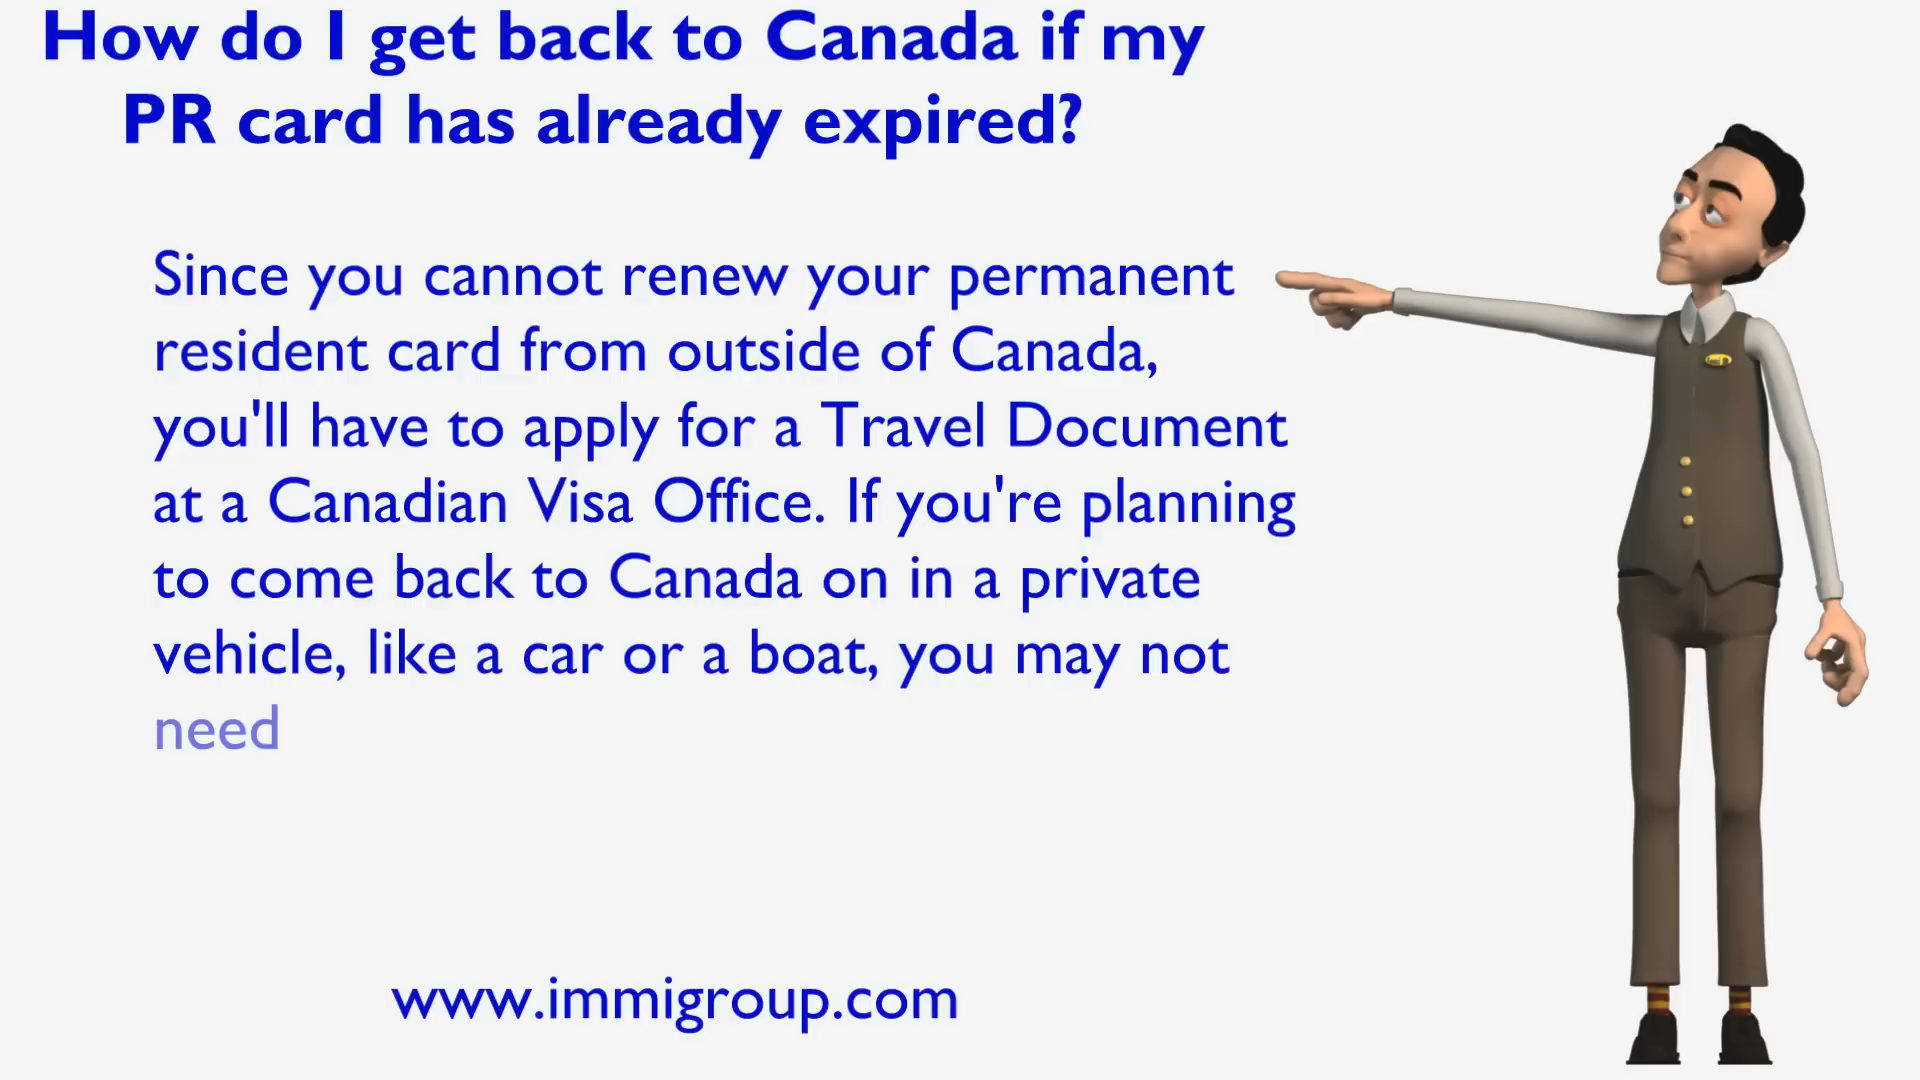 How do I get back to Canada if my
PR card has already expired?
Since you cannot renew your permanent
resident card from outside of Canada,
you'll have to apply for a Travel Document
at a Canadian Visa Office. If you're planning
to come back to Canada on in a private
vehicle, like a car or a boat, you may not
need
www.immigroup.com